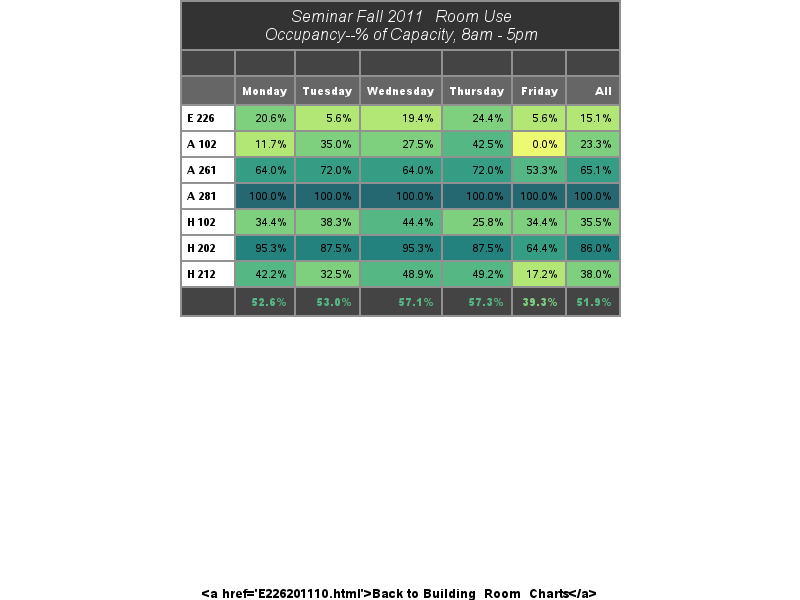 Seminar Fall 2011 Room Use
Occupancy--% of Capacity, 8am - 5pm
Monday Tuesday Wednesday Thursday Friday All
E 226 20.6% 5.6% 19.4% 24.4% 5.6% 15.1%
A 102 11.7% 35.0% 27.5% 42.5% 0.0% 23.3%
A 261 64.0% 72.0% 64.0% 72.0% 53.3% 65.1%
A 281 100.0% 100.0% 100.0% 100.0% 100.0% 100.0%
H 102 34.4% 38.3% 44.4% 25.8% 34.4% 35.5%
H 202 95.3% 87.5% 95.3% 87.5% 64.4% 86.0%
H 212 42.2% 32.5% 48.9% 49.2% 17.2% 38.0%
52.6% 53.0% 57.1% 57.3% 39.3% 51.9%
<a href='E226201110.html'>Back to Building_Room_Charts</a>